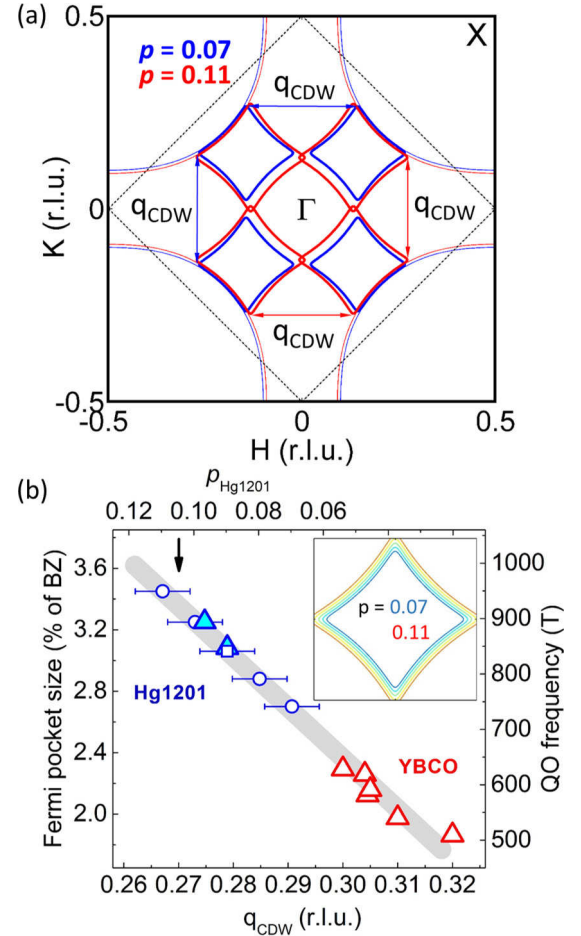 (a)
0.5
X
p = 0.07
p = 0.11
qCDW
K (r.l.u.)
0
qCDW
Γ
qCDW
qCDW
-0.5
-0.5
0
0.5
H (r.l.u.)
(b)
pHg1201
0.12 0.10 0.08 0.06
Fermi pocket size (% of BZ)
3.6
3.2
2.8
2.4
2.0
p = 0.07
0.11
Hg1201
YBCO
1000
900
800
750
600
500
QO frequency (T)
0.26 0.27 0.28 0.29 0.30 0.31 0.32
qCDW (r.l.u.)